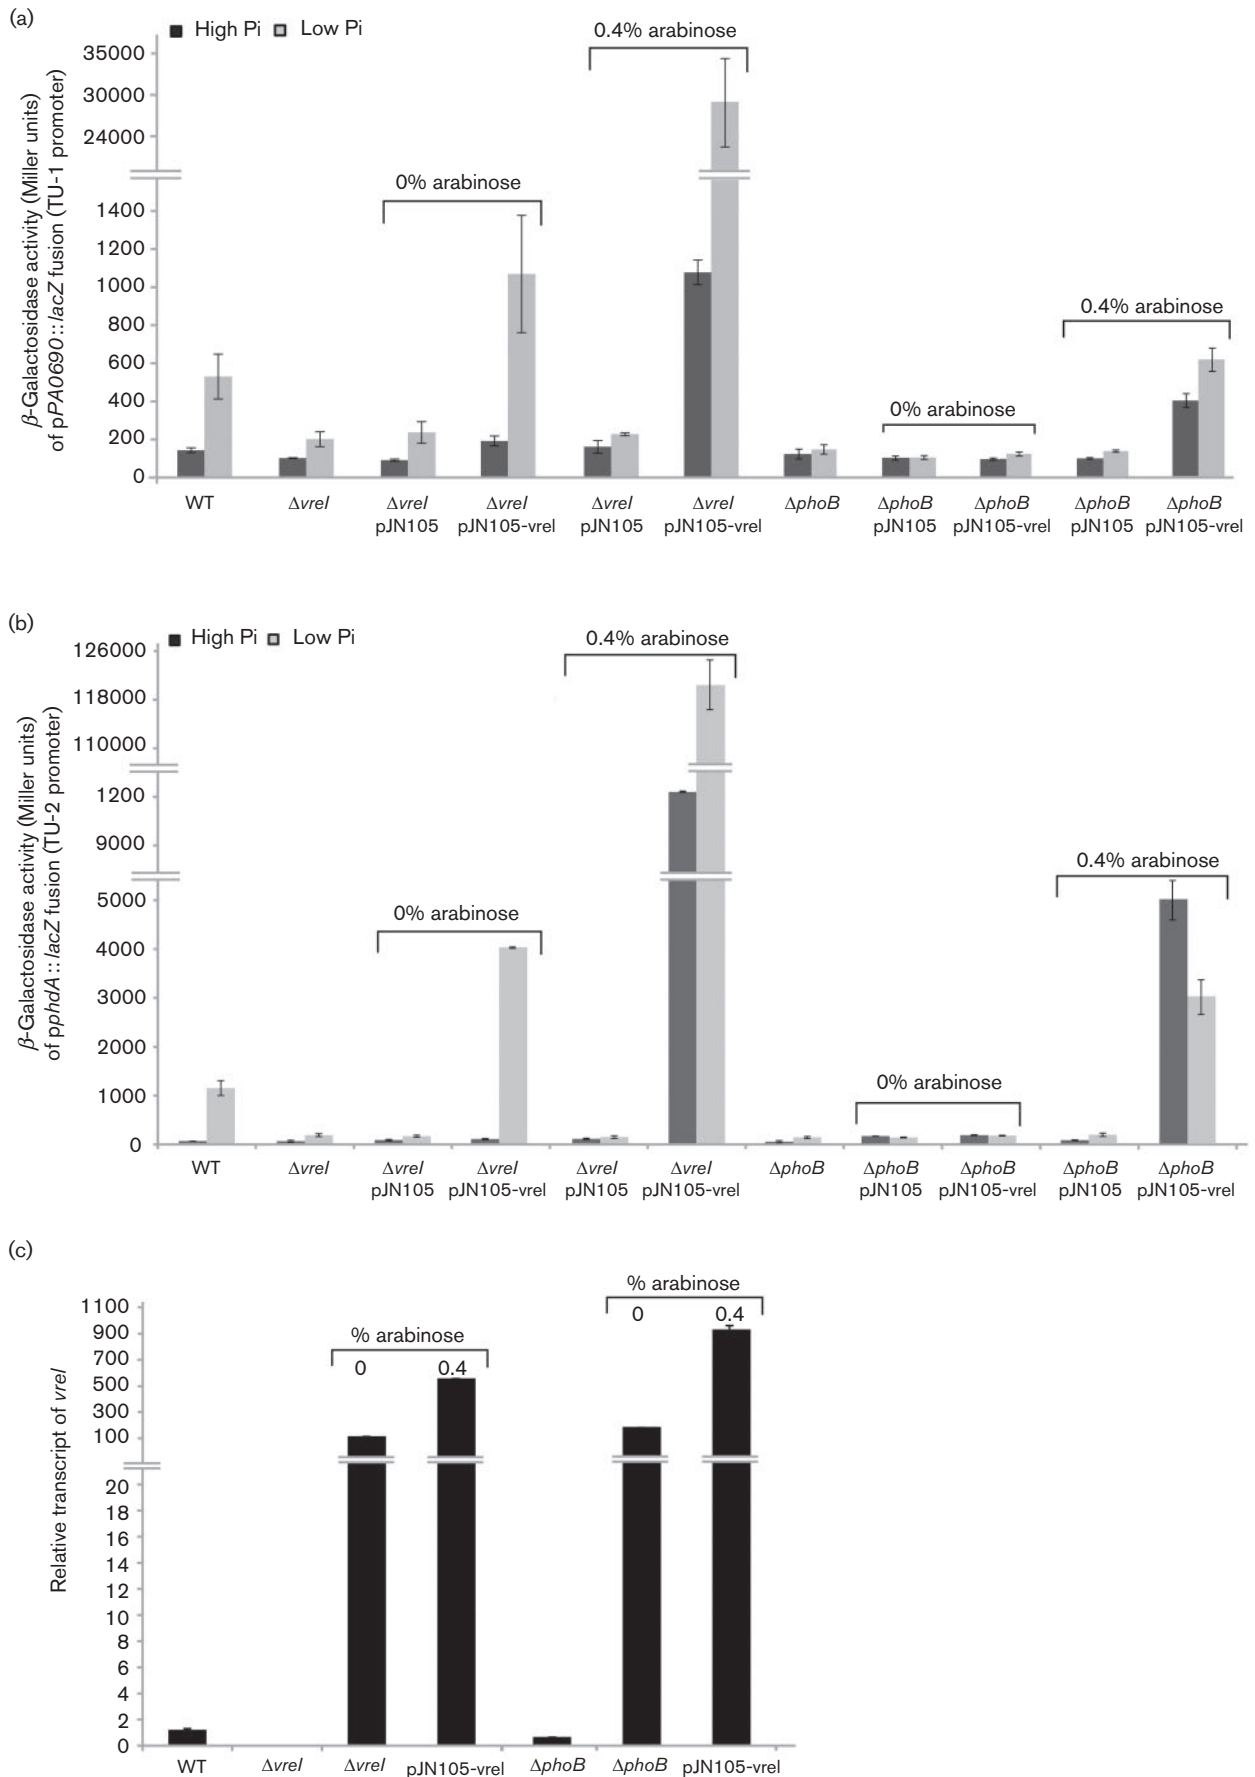 (a)
High Pi Low Pi
β-Galactosidase activity (Miller units)
of pPA0690::lacZ fusion (TU-1 promoter)
35000
30000
24000
1400
1200
1000
800
600
400
200
0
0% arabinose
0.4% arabinose
0% arabinose
0.4% arabinose
WT ΔvreI ΔvreI ΔvreI ΔvreI ΔvreI ΔphoB ΔphoB ΔphoB ΔphoB ΔphoB
pJN105 pJN105-vreI pJN105 pJN105-vreI pJN105 pJN105-vreI pJN105 pJN105-vreI
(b)
High Pi Low Pi
β-Galactosidase activity (Miller units)
of pphdA::lacZ fusion (TU-2 promoter)
126000
118000
110000
1200
9000
5000
4000
3000
2000
1000
0
0% arabinose
0.4% arabinose
0% arabinose
0.4% arabinose
WT ΔvreI ΔvreI ΔvreI ΔvreI ΔvreI ΔphoB ΔphoB ΔphoB ΔphoB ΔphoB
pJN105 pJN105-vreI pJN105 pJN105-vreI pJN105 pJN105-vreI pJN105 pJN105-vreI
(c)
Relative transcript of vreI
1100
900
700
500
300
100
20
18
16
14
12
10
8
6
4
2
0
% arabinose
0 0.4
% arabinose
0 0.4
WT ΔvreI ΔvreI pJN105-vreI ΔphoB ΔphoB pJN105-vreI